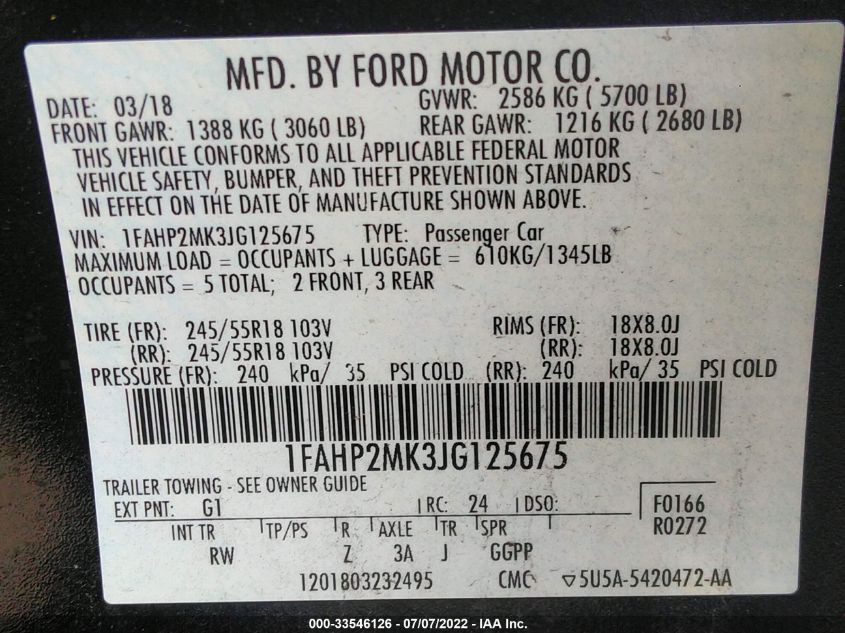 MFD. BY FORD MOTOR CO.
DATE: 03/18 GVWR: 2586 KG ( 5700 LB)
FRONT GAWR: 1388 KG ( 3060 LB) REAR GAWR: 1216 KG ( 2680 LB)
THIS VEHICLE CONFORMS TO ALL APPLICABLE FEDERAL MOTOR
VEHICLE SAFETY, BUMPER, AND THEFT PREVENTION STANDARDS
IN EFFECT ON THE DATE OF MANUFACTURE SHOWN ABOVE.
VIN: 1FAHP2MK3JG125675 TYPE: Passenger Car
MAXIMUM LOAD = OCCUPANTS + LUGGAGE = 610KG/1345LB
OCCUPANTS = 5 TOTAL; 2 FRONT, 3 REAR
TIRE (FR): 245/55R18 103V RIMS (FR): 18X8.0J
(RR): 245/55R18 103V (RR): 18X8.0J
PRESSURE (FR): 240 kPa/ 35 PSI COLD (RR): 240 kPa/ 35 PSI COLD
1FAHP2MK3JG125675
TRAILER TOWING - SEE OWNER GUIDE
EXT PNT: G1 RC: 24 DSO: F0166
INT TR TP/PS R AXLE TR SPR R0272
RW Z 3A J GGPP
1201803232495 CMC ▽5U5A-5420472-AA
000-33546126 - 07/07/2022 - IAA Inc.